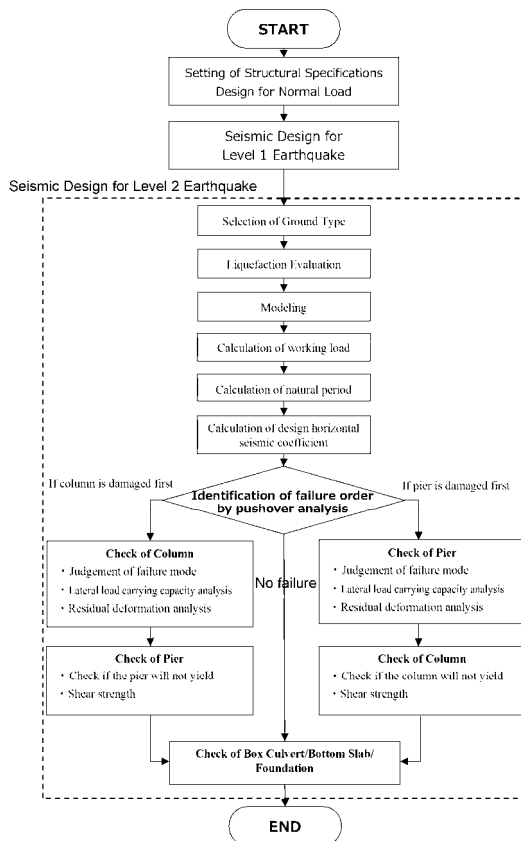 START
Setting of Structural Specifications
Design for Normal Load
Seismic Design for
Level 1 Earthquake
Seismic Design for Level 2 Earthquake
Selection of Ground Type
Liquefaction Evaluation
Modeling
Calculation of working load
Calculation of natural period
Calculation of design horizontal
seismic coefficient
If column is damaged first
Identification of failure order
by pushover analysis
If pier is damaged first
Check of Column
・ Judgement of failure mode
・ Lateral load carrying capacity analysis
・ Residual deformation analysis
No failure
Check of Pier
・ Judgement of failure mode
・ Lateral load carrying capacity analysis
・ Residual deformation analysis
Check of Pier
・ Check if the pier will not yield
・ Shear strength
Check of Column
・ Check if the column will not yield
・ Shear strength
Check of Box Culvert/Bottom Slab/
Foundation
END